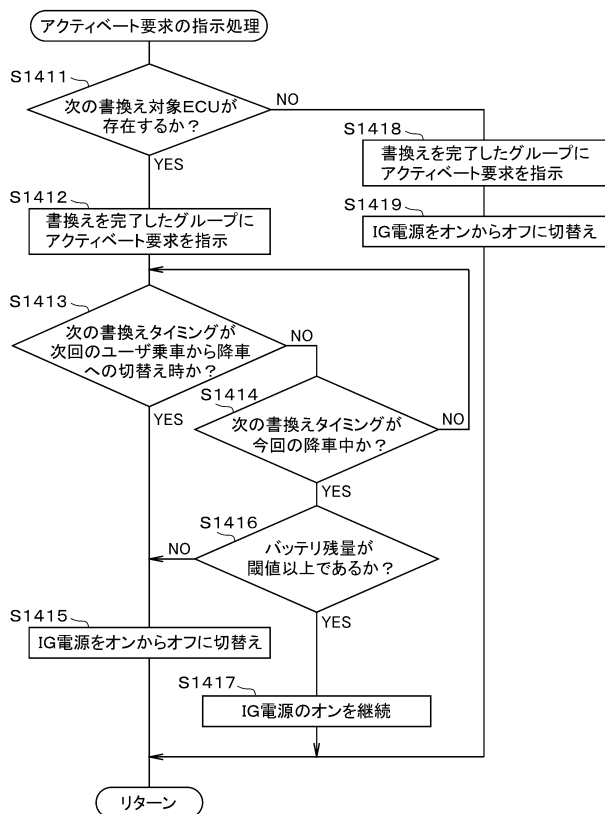 アクティベート要求の指示処理
S1411
次の書換え対象ECUが
存在するか？
NO
YES
S1418
書換えを完了したグループに
アクティベート要求を指示
S1412
書換えを完了したグループに
アクティベート要求を指示
S1419
IG電源をオンからオフに切替え
S1413
次の書換えタイミングが
次回のユーザ乗車から降車
への切替え時か？
NO
YES
S1414
次の書換えタイミングが
今回の降車中か？
NO
YES
S1416
バッテリ残量が
閾値以上であるか？
NO
YES
S1415
IG電源をオンからオフに切替え
S1417
IG電源のオンを継続
リターン